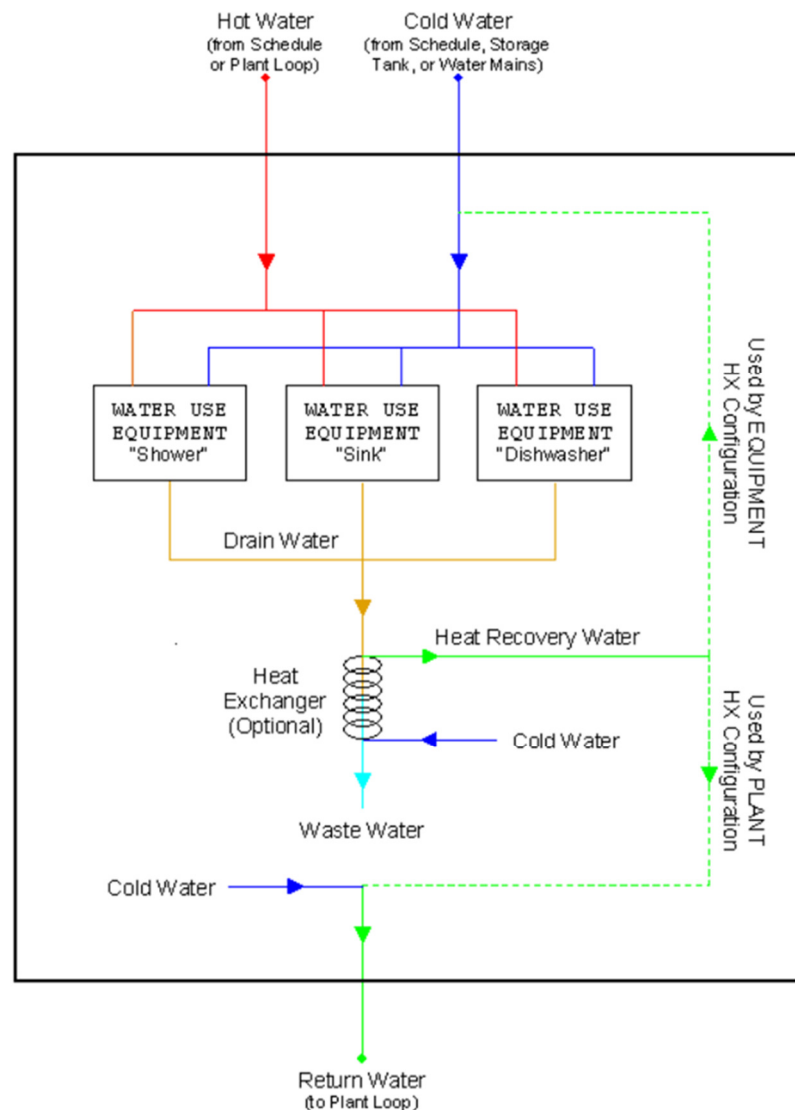 Hot Water
(from Schedule
or Plant Loop)
Cold Water
(from Schedule, Storage
Tank, or Water Mains)
WATER USE
EQUIPMENT
"Shower"
WATER USE
EQUIPMENT
"Sink"
WATER USE
EQUIPMENT
"Dishwasher"
Used by EQUIPMENT
HX Configuration
Drain Water
Heat Recovery Water
Heat
Exchanger
(Optional)
Cold Water
Used by PLANT
HX Configuration
Waste Water
Cold Water
Return Water
(to Plant Loop)